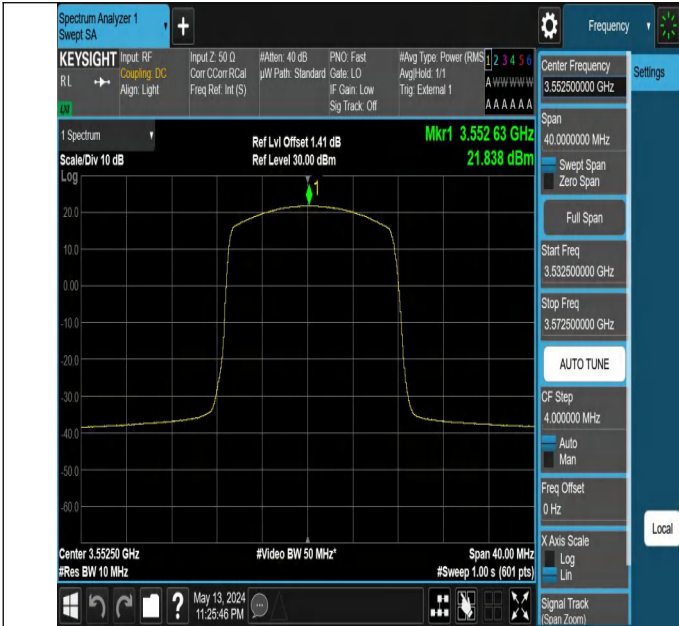 Spectrum Analyzer 1
Swept SA
+
Frequency
KEYSIGHT
RL
LXI
Input: RF
Coupling: DC
Align: Light
Input Z: 50 Ω
Corr CCorr RCal
Freq Ref: Int (S)
#Atten: 40 dB
µW Path: Standard
PNO: Fast
Gate: LO
IF Gain: Low
Sig Track: Off
#Avg Type: Power (RMS
Avg|Hold: 1/1
Trig: External 1
1 2 3 4 5 6
A W W W W W
A A A A A A
1 Spectrum
Scale/Div 10 dB
Log
Ref Lvl Offset 1.41 dB
Ref Level 30.00 dBm
Mkr1 3.552 63 GHz
21.838 dBm
1
20.0
10.0
0.00
-10.0
-20.0
-30.0
-40.0
-50.0
-60.0
Center 3.55250 GHz
#Res BW 10 MHz
#Video BW 50 MHz*
Span 40.00 MHz
#Sweep 1.00 s (601 pts)
Center Frequency
3.552500000 GHz
Settings
Span
40.0000000 MHz
Swept Span
Zero Span
Full Span
Start Freq
3.532500000 GHz
Stop Freq
3.572500000 GHz
AUTO TUNE
CF Step
4.000000 MHz
Auto
Man
Freq Offset
0 Hz
X Axis Scale
Log
Lin
Local
Signal Track
(Span Zoom)
?
May 13, 2024
11:25:46 PM